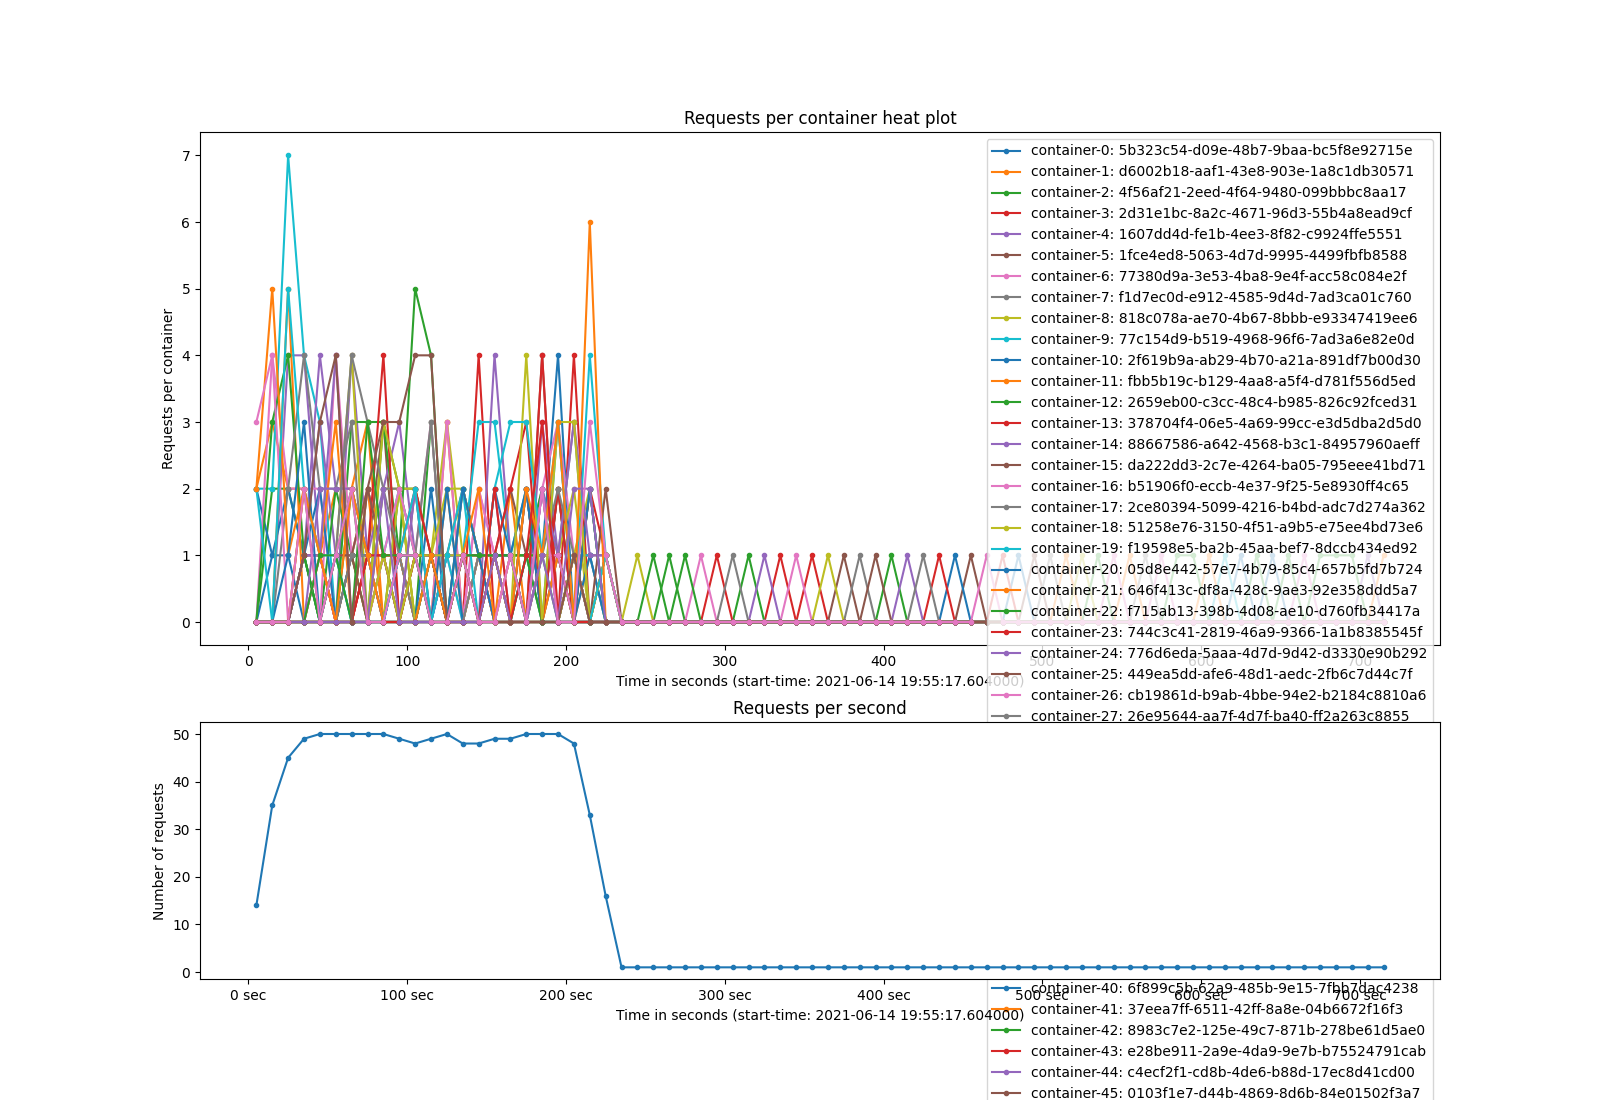 Requests per container heat plot
7
6
5
4
3
2
1
0
Requests per container
0
100
200
300
400
500
600
700
Time in seconds (start-time: 2021-06-14 19:55:17.604000)
container-0: 5b323c54-d09e-48b7-9baa-bc5f8e92715e
container-1: d6002b18-aaf1-43e8-903e-1a8c1db30571
container-2: 4f56af21-2eed-4f64-9480-099bbbc8aa17
container-3: 2d31e1bc-8a2c-4671-96d3-55b4a8ead9cf
container-4: 1607dd4d-fe1b-4ee3-8f82-c9924ffe5551
container-5: 1fce4ed8-5063-4d7d-9995-4499fbfb8588
container-6: 77380d9a-3e53-4ba8-9e4f-acc58c084e2f
container-7: f1d7ec0d-e912-4585-9d4d-7ad3ca01c760
container-8: 818c078a-ae70-4b67-8bbb-e93347419ee6
container-9: 77c154d9-b519-4968-96f6-7ad3a6e82e0d
container-10: 2f619b9a-ab29-4b70-a21a-891df7b00d30
container-11: fbb5b19c-b129-4aa8-a5f4-d781f556d5ed
container-12: 2659eb00-c3cc-48c4-b985-826c92fced31
container-13: 378704f4-06e5-4a69-99cc-e3d5dba2d5d0
container-14: 88667586-a642-4568-b3c1-84957960aeff
container-15: da222dd3-2c7e-4264-ba05-795eee41bd71
container-16: b51906f0-eccb-4e37-9f25-5e8930ff4c65
container-17: 2ce80394-5099-4216-b4bd-adc7d274a362
container-18: 51258e76-3150-4f51-a9b5-e75ee4bd73e6
container-19: f19598e5-ba2b-45aa-bef7-8dccb434ed92
container-20: 05d8e442-57e7-4b79-85c4-657b5fd7b724
container-21: 646f413c-df8a-428c-9ae3-92e358ddd5a7
container-22: f715ab13-398b-4d08-ae10-d760fb34417a
container-23: 744c3c41-2819-46a9-9366-1a1b8385545f
container-24: 776d6eda-5aaa-4d7d-9d42-d3330e90b292
container-25: 449ea5dd-afe6-48d1-aedc-2fb6c7d44c7f
container-26: cb19861d-b9ab-4bbe-94e2-b2184c8810a6
container-27: 26e95644-aa7f-4d7f-ba40-ff2a263c8855
Requests per second
50
40
30
20
10
0
Number of requests
0 sec
100 sec
200 sec
300 sec
400 sec
500 sec
600 sec
700 sec
Time in seconds (start-time: 2021-06-14 19:55:17.604000)
container-40: 6f899c5b-62a9-485b-9e15-7fbb7dac4238
container-41: 37eea7ff-6511-42ff-8a8e-04b6672f16f3
container-42: 8983c7e2-125e-49c7-871b-278be61d5ae0
container-43: e28be911-2a9e-4da9-9e7b-b75524791cab
container-44: c4ecf2f1-cd8b-4de6-b88d-17ec8d41cd00
container-45: 0103f1e7-d44b-4869-8d6b-84e01502f3a7